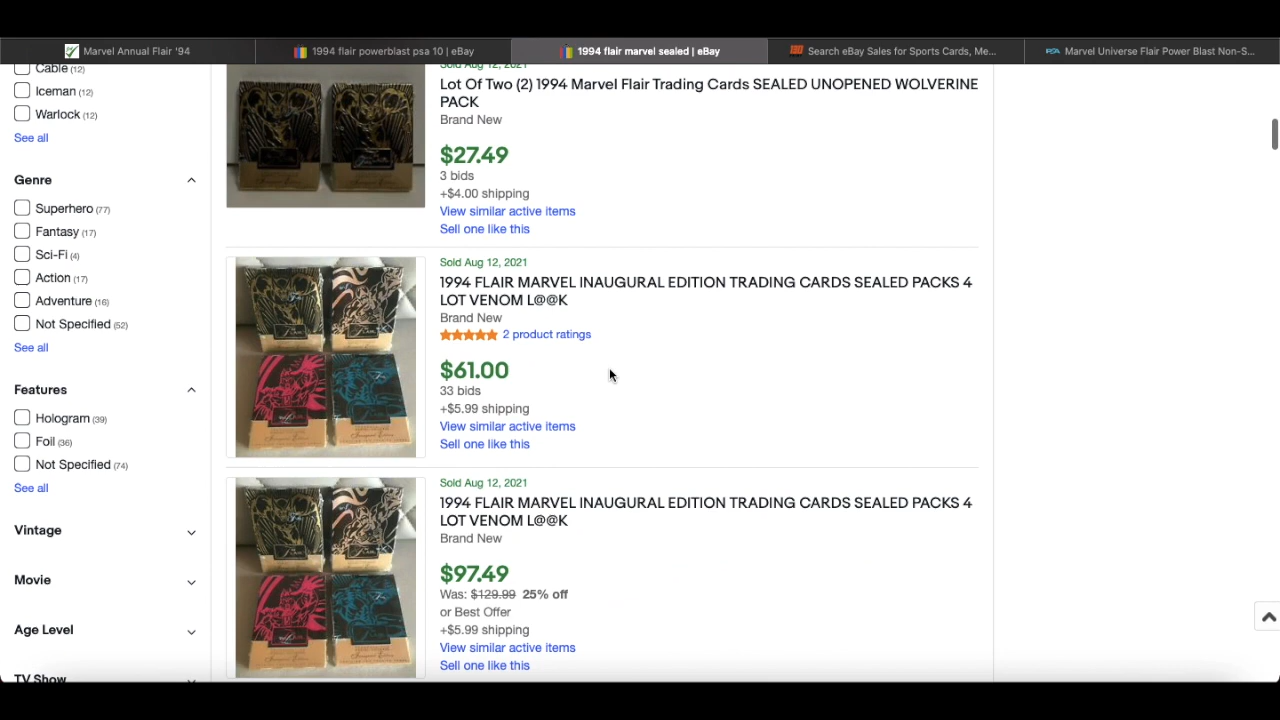 Marvel Annual Flair '94
1994 flair powerblast psa 10 | eBay
1994 flair marvel sealed | eBay
Search eBay Sales for Sports Cards, Me...
Marvel Universe Flair Power Blast Non-S...
Cable (12)
Iceman (12)
Warlock (12)
See all
Genre
Superhero (77)
Fantasy (17)
Sci-Fi (4)
Action (17)
Adventure (16)
Not Specified (52)
See all
Features
Hologram (39)
Foil (36)
Not Specified (74)
See all
Vintage
Movie
Age Level
TV Show
Sold Aug 12, 2021
Lot Of Two (2) 1994 Marvel Flair Trading Cards SEALED UNOPENED WOLVERINE
PACK
Brand New
$27.49
3 bids
+$4.00 shipping
View similar active items
Sell one like this
Sold Aug 12, 2021
1994 FLAIR MARVEL INAUGURAL EDITION TRADING CARDS SEALED PACKS 4
LOT VENOM L@@K
Brand New
2 product ratings
$61.00
33 bids
+$5.99 shipping
View similar active items
Sell one like this
Sold Aug 12, 2021
1994 FLAIR MARVEL INAUGURAL EDITION TRADING CARDS SEALED PACKS 4
LOT VENOM L@@K
Brand New
$97.49
Was: $129.99 25% off
or Best Offer
+$5.99 shipping
View similar active items
Sell one like this